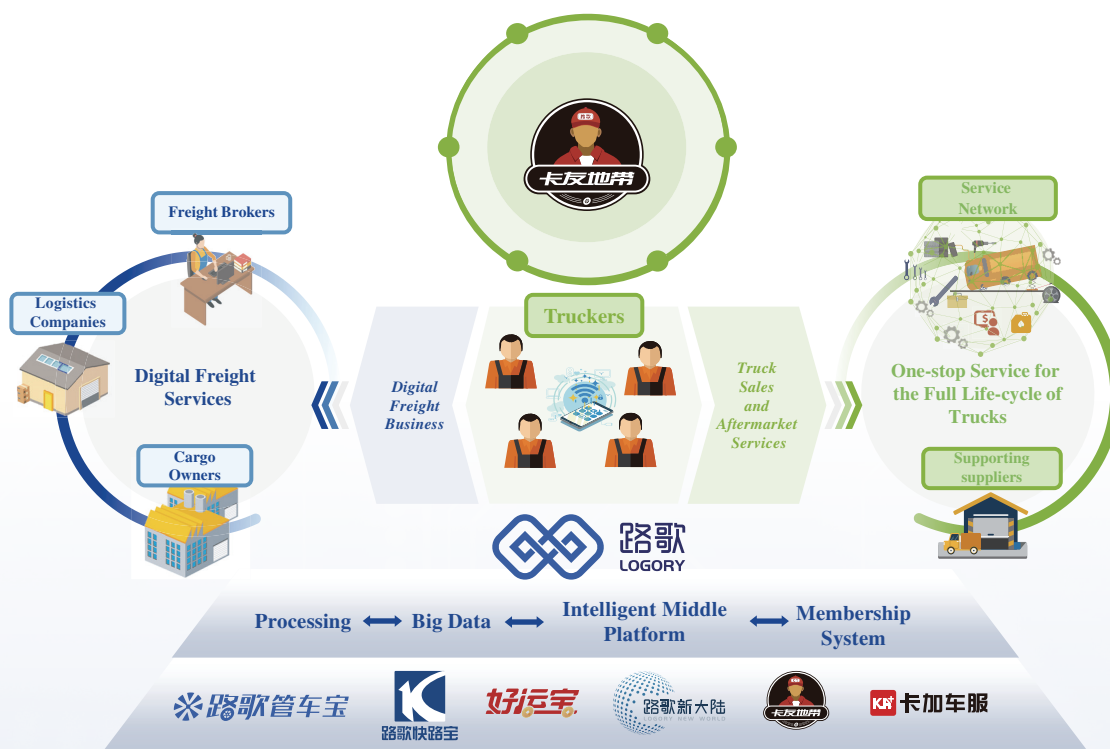 卡友地带
Service
Network
Freight Brokers
Logistics
Companies
Truckers
Digital Freight
Services
Digital
Freight
Business
Truck
Sales
and
Aftermarket
Services
One-stop Service for
the Full Life-cycle of
Trucks
Cargo
Owners
Supporting
suppliers
路歌
LOGORY
Processing
Big Data
Intelligent Middle
Platform
Membership
System
路歌管车宝
路歌快路宝
好运宝
路歌新大陆
LOGORY NEW WORLD
卡友地带
KA+
卡加车服